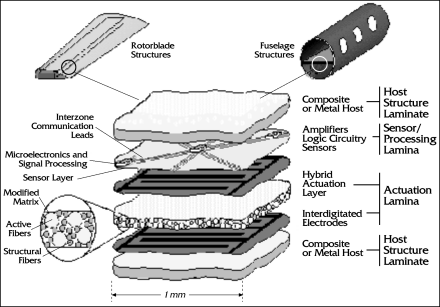 Rotorblade
Structures
Fuselage
Structures
Interzone
Communication
Leads
Microelectronics and
Signal Processing
Sensor Layer
Modified
Matrix
Active
Fibers
Structural
Fibers
Composite
or Metal Host
Host
Structure
Laminate
Amplifiers
Logic Circuitry
Sensors
Sensor/
Processing
Lamina
Hybrid
Actuation
Layer
Interdigitated
Electrodes
Actuation
Lamina
Composite
or Metal Host
Host
Structure
Laminate
1 mm